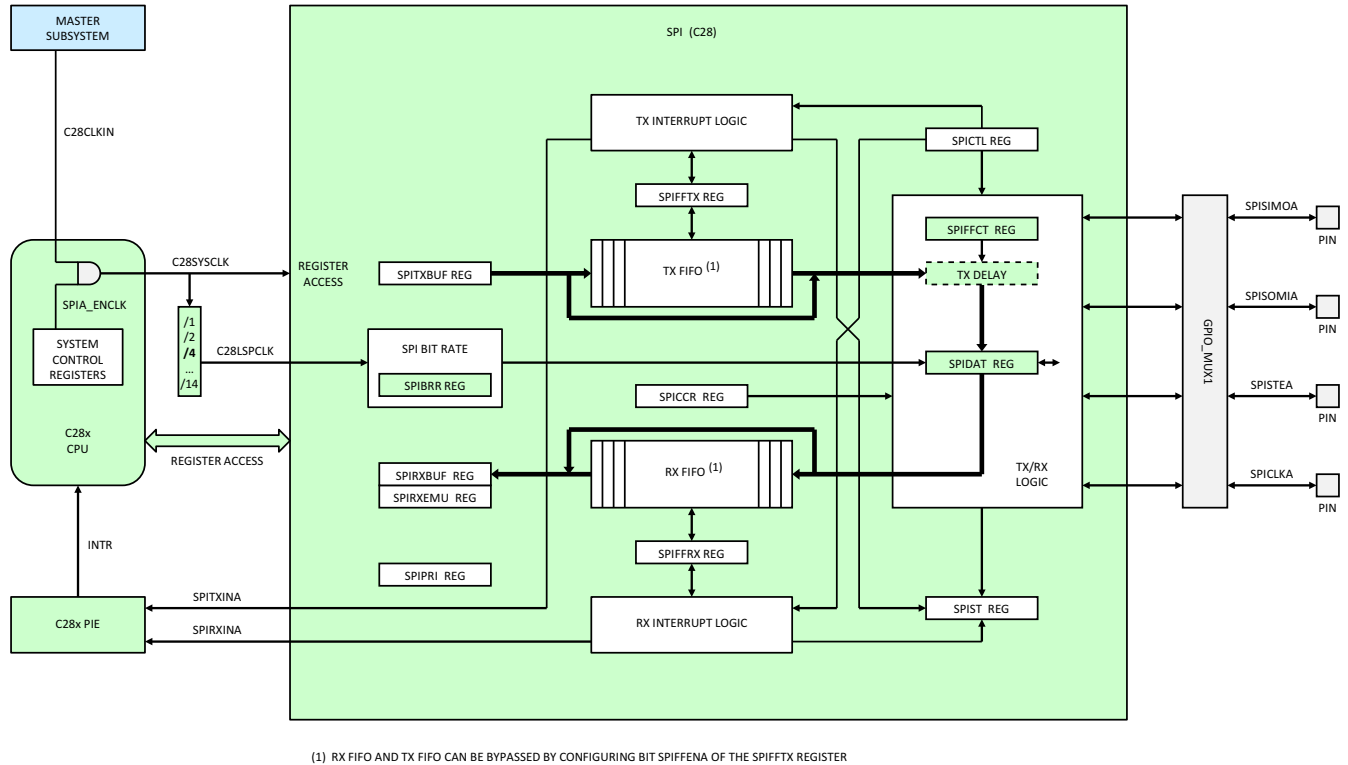 MASTER
SUBSYSTEM
SPI (C28)
C28CLKIN
TX INTERRUPT LOGIC
SPICTL REG
SPIFFTX REG
SPISIMOA
PIN
SPIFFCT REG
C28SYSCLK
REGISTER
ACCESS
SPITXBUF REG
TX FIFO (1)
TX DELAY
SPIA_ENCLK
SPISOMIA
PIN
/1
/2
/4
...
/14
SYSTEM
CONTROL
REGISTERS
C28LSPCLK
SPI BIT RATE
SPIBRR REG
SPIDAT REG
GPIO_MUX1
SPICCR REG
SPISTEA
PIN
C28x
CPU
REGISTER ACCESS
SPIRXBUF REG
SPIRXEMU REG
RX FIFO (1)
TX/RX
LOGIC
SPICLKA
PIN
INTR
SPIFFRX REG
SPIPRI REG
SPITXINA
C28x PIE
SPIRXINA
RX INTERRUPT LOGIC
SPIST REG
(1) RX FIFO AND TX FIFO CAN BE BYPASSED BY CONFIGURING BIT SPIFFENA OF THE SPIFFTX REGISTER